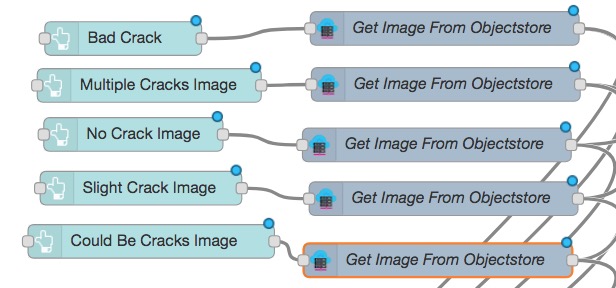 Bad Crack
Get Image From Objectstore
Multiple Cracks Image
Get Image From Objectstore
No Crack Image
Get Image From Objectstore
Slight Crack Image
Get Image From Objectstore
Could Be Cracks Image
Get Image From Objectstore